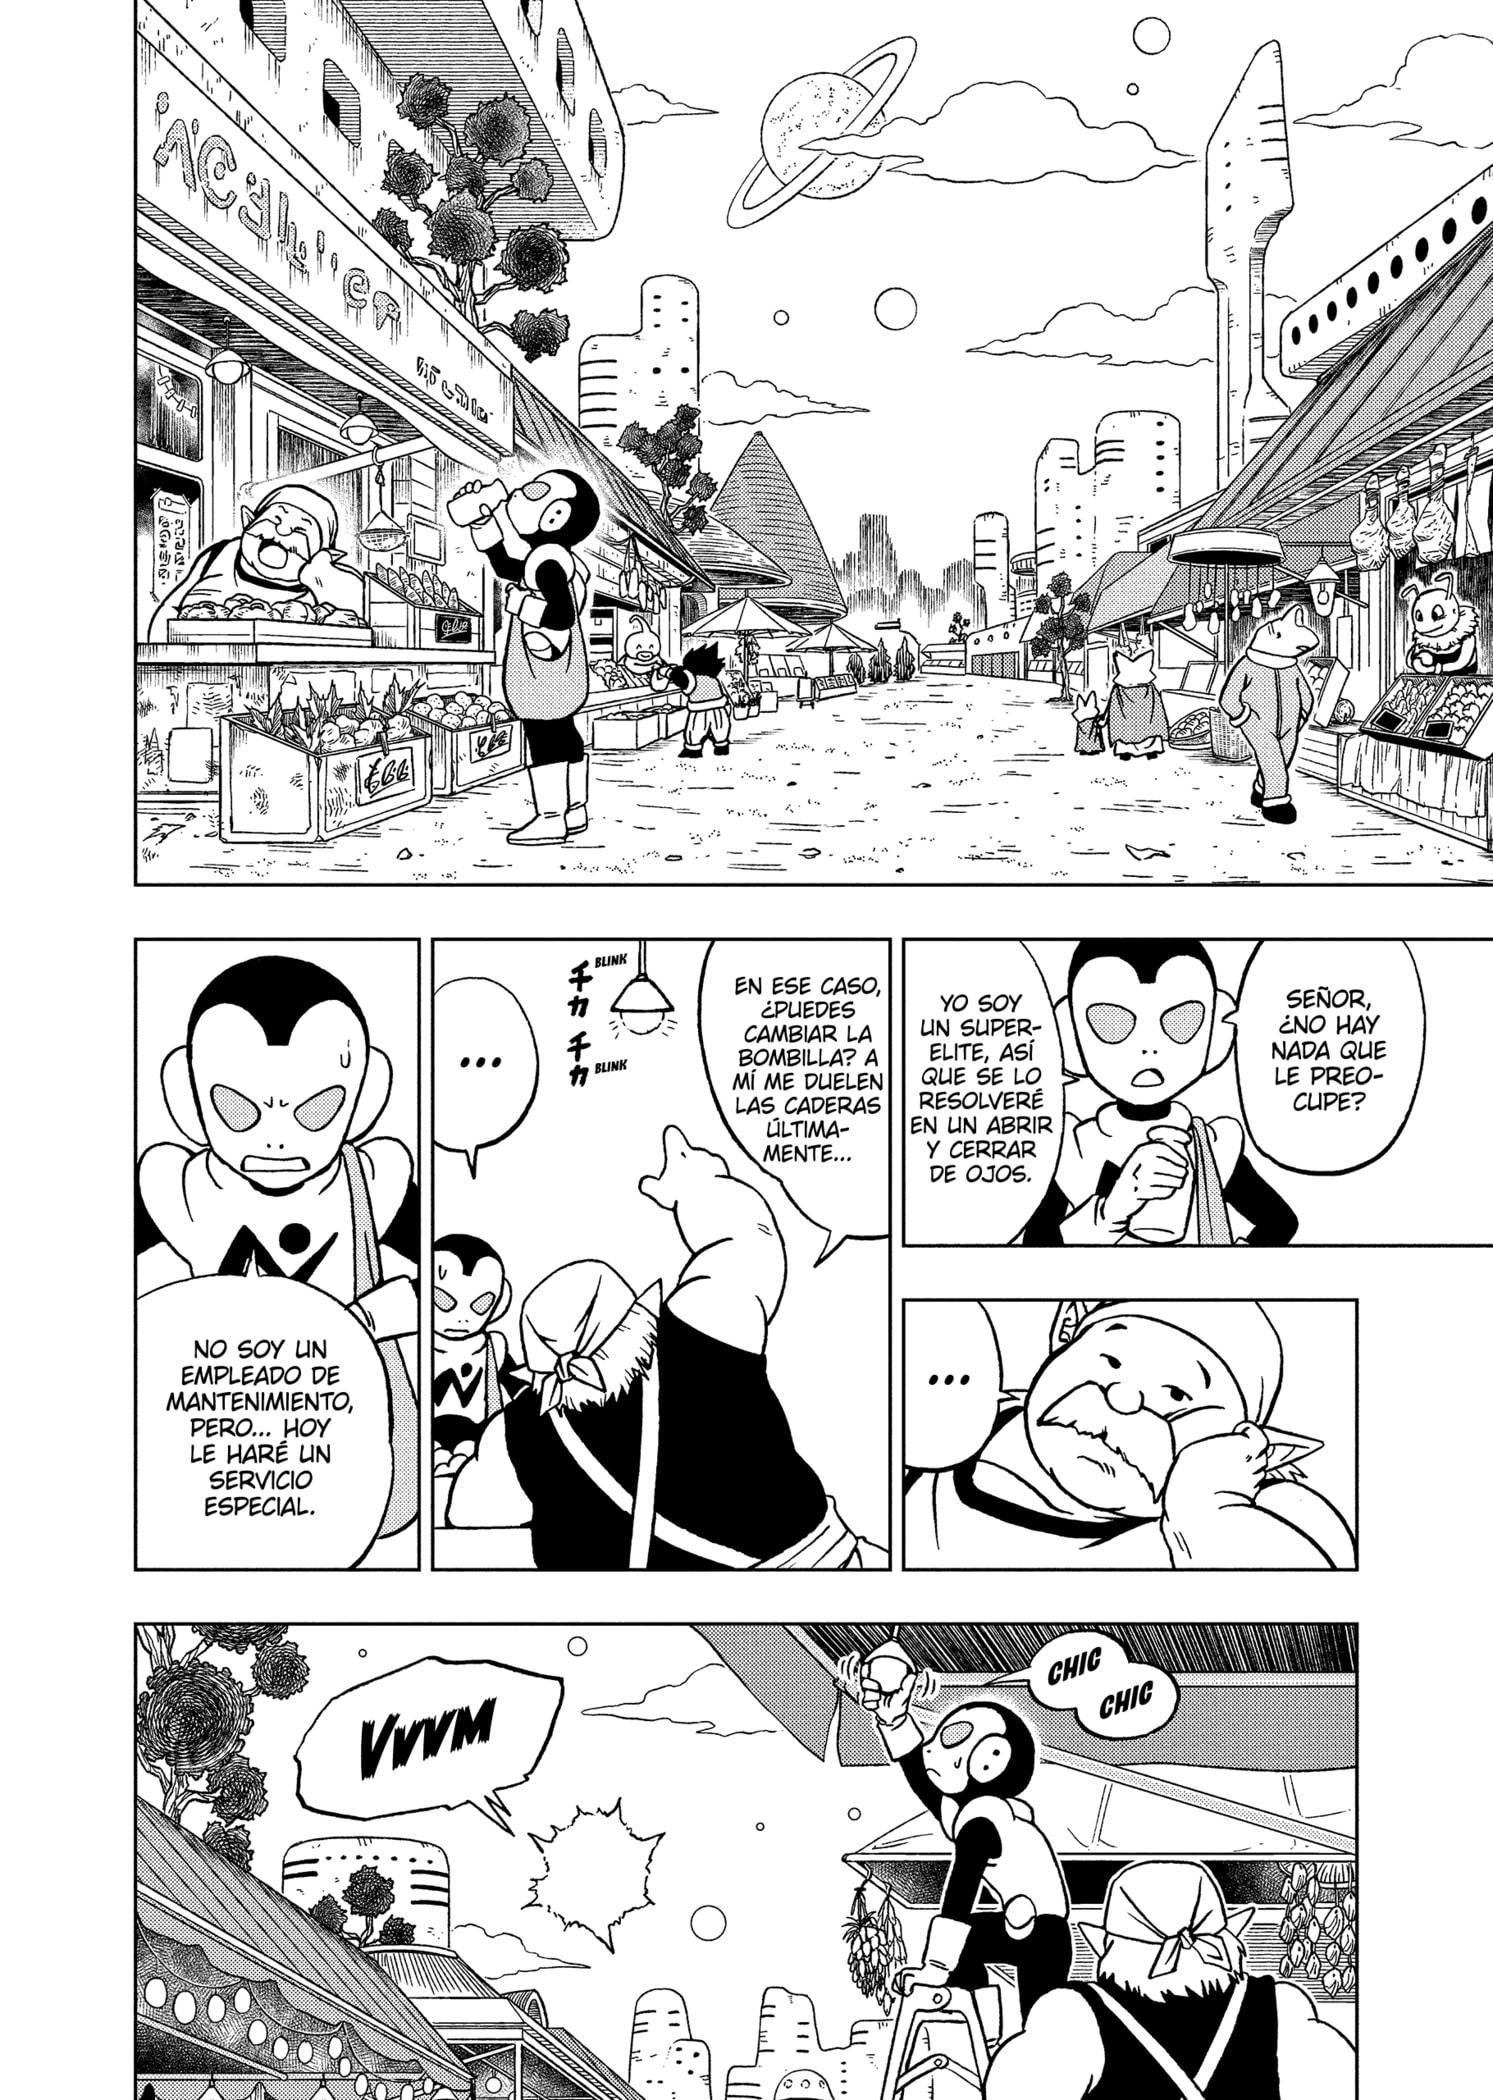 SEÑOR,
¿NO HAY
NADA QUE
LE PREO-
CUPE?
YO SOY
UN SUPER-
ELITE, ASÍ
QUE SE LO
RESOLVERÉ
EN UN ABRIR
Y CERRAR
DE OJOS.
...
EN ESE CASO,
¿PUEDES
CAMBIAR LA
BOMBILLA? A
MÍ ME DUELEN
LAS CADERAS
ÚLTIMA-
MENTE...
チカ
BLINK
チカ
BLINK
...
NO SOY UN
EMPLEADO DE
MANTENIMIENTO,
PERO... HOY
LE HARÉ UN
SERVICIO
ESPECIAL.
CHIC
CHIC
VVVM